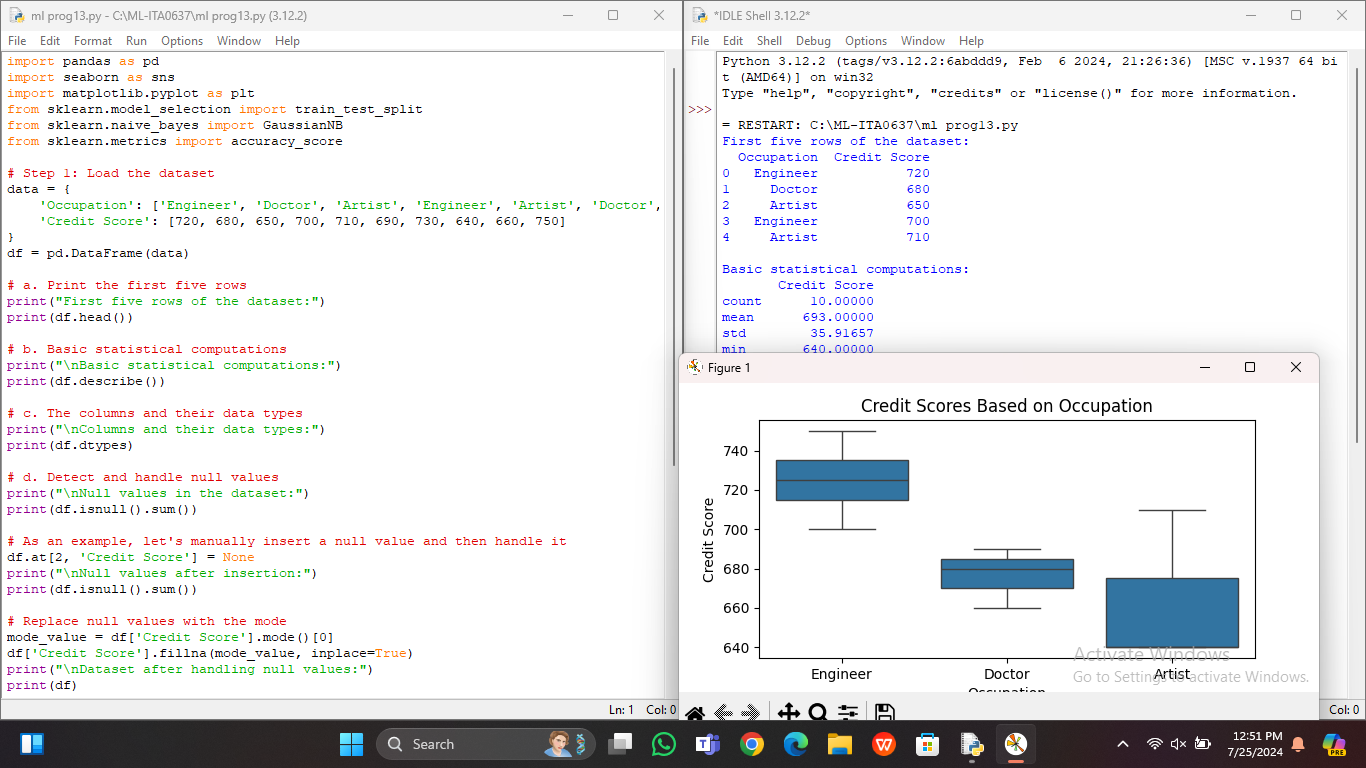 ml prog13.py - C:\ML-ITA0637\ml prog13.py (3.12.2)
File Edit Format Run Options Window Help
import pandas as pd
import seaborn as sns
import matplotlib.pyplot as plt
from sklearn.model_selection import train_test_split
from sklearn.naive_bayes import GaussianNB
from sklearn.metrics import accuracy_score
# Step 1: Load the dataset
data = {
    'Occupation': ['Engineer', 'Doctor', 'Artist', 'Engineer', 'Artist', 'Doctor',
    'Credit Score': [720, 680, 650, 700, 710, 690, 730, 640, 660, 750]
}
df = pd.DataFrame(data)
# a. Print the first five rows
print("First five rows of the dataset:")
print(df.head())
# b. Basic statistical computations
print("\nBasic statistical computations:")
print(df.describe())
# c. The columns and their data types
print("\nColumns and their data types:")
print(df.dtypes)
# d. Detect and handle null values
print("\nNull values in the dataset:")
print(df.isnull().sum())
# As an example, let's manually insert a null value and then handle it
df.at[2, 'Credit Score'] = None
print("\nNull values after insertion:")
print(df.isnull().sum())
# Replace null values with the mode
mode_value = df['Credit Score'].mode()[0]
df['Credit Score'].fillna(mode_value, inplace=True)
print("\nDataset after handling null values:")
print(df)
Ln: 1 Col: 0
*IDLE Shell 3.12.2*
File Edit Shell Debug Options Window Help
Python 3.12.2 (tags/v3.12.2:6abddd9, Feb  6 2024, 21:26:36) [MSC v.1937 64 bi
t (AMD64)] on win32
Type "help", "copyright", "credits" or "license()" for more information.
>>>
= RESTART: C:\ML-ITA0637\ml prog13.py
First five rows of the dataset:
  Occupation  Credit Score
0   Engineer           720
1     Doctor           680
2     Artist           650
3   Engineer           700
4     Artist           710
Basic statistical computations:
       Credit Score
count      10.00000
mean      693.00000
std        35.91657
min       640.00000
Figure 1
Credit Scores Based on Occupation
Credit Score
740
720
700
680
660
640
Engineer Doctor Artist
Occupation
Activate Windows
Go to Settings to activate Windows.
Col: 0
Search
12:51 PM
7/25/2024
PRE